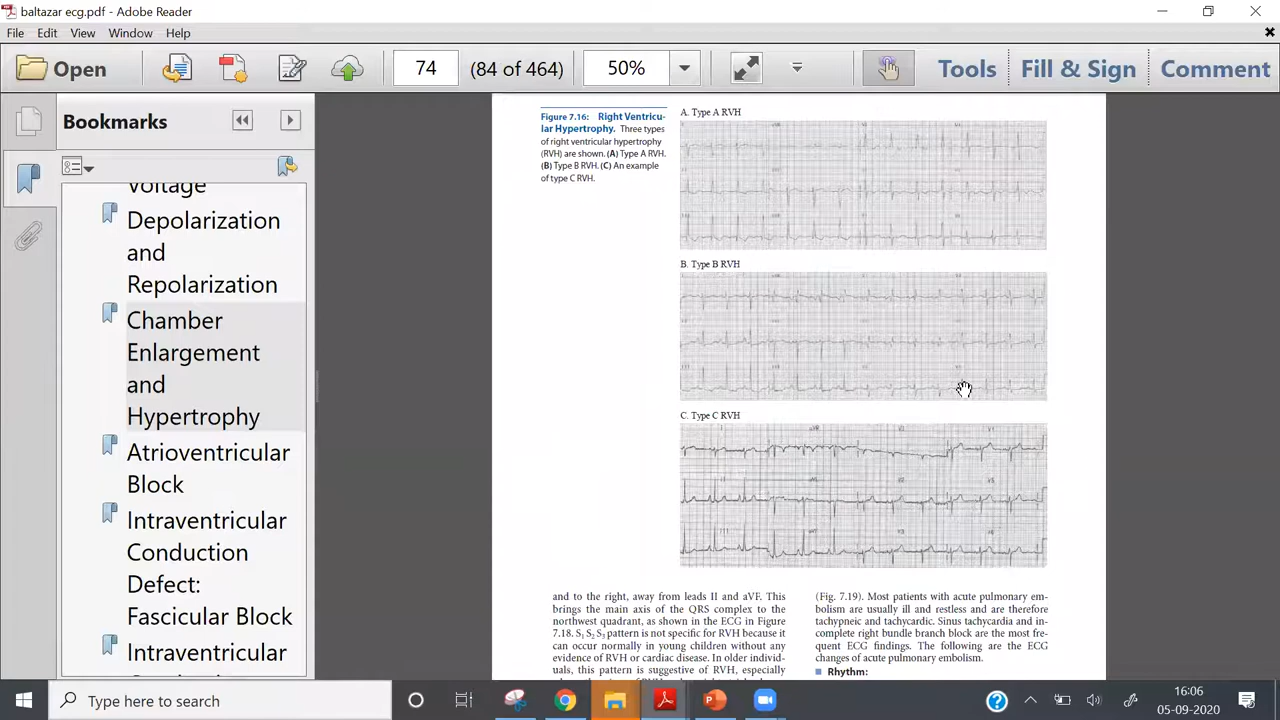 baltazar ecg.pdf - Adobe Reader
File Edit View Window Help
Open 74 (84 of 464) 50% Tools Fill & Sign Comment
Bookmarks
Voltage
Depolarization
and
Repolarization
Chamber
Enlargement
and
Hypertrophy
Atrioventricular
Block
Intraventricular
Conduction
Defect:
Fascicular Block
Intraventricular
Figure 7.16: Right Ventricu-
lar Hypertrophy. Three types
of right ventricular hypertrophy
(RVH) are shown. (A) Type A RVH.
(B) Type B RVH. (C) An example
of type C RVH.
A. Type A RVH
B. Type B RVH
C. Type C RVH
and to the right, away from leads II and aVF. This
brings the main axis of the QRS complex to the
northwest quadrant, as shown in the ECG in Figure
7.18. S1 S2 S3 pattern is not specific for RVH because it
can occur normally in young children without any
evidence of RVH or cardiac disease. In older individ-
uals, this pattern is suggestive of RVH, especially
(Fig. 7.19). Most patients with acute pulmonary em-
bolism are usually ill and restless and are therefore
tachypneic and tachycardic. Sinus tachycardia and in-
complete right bundle branch block are the most fre-
quent ECG findings. The following are the ECG
changes of acute pulmonary embolism.
Rhythm:
Type here to search
16:06
05-09-2020